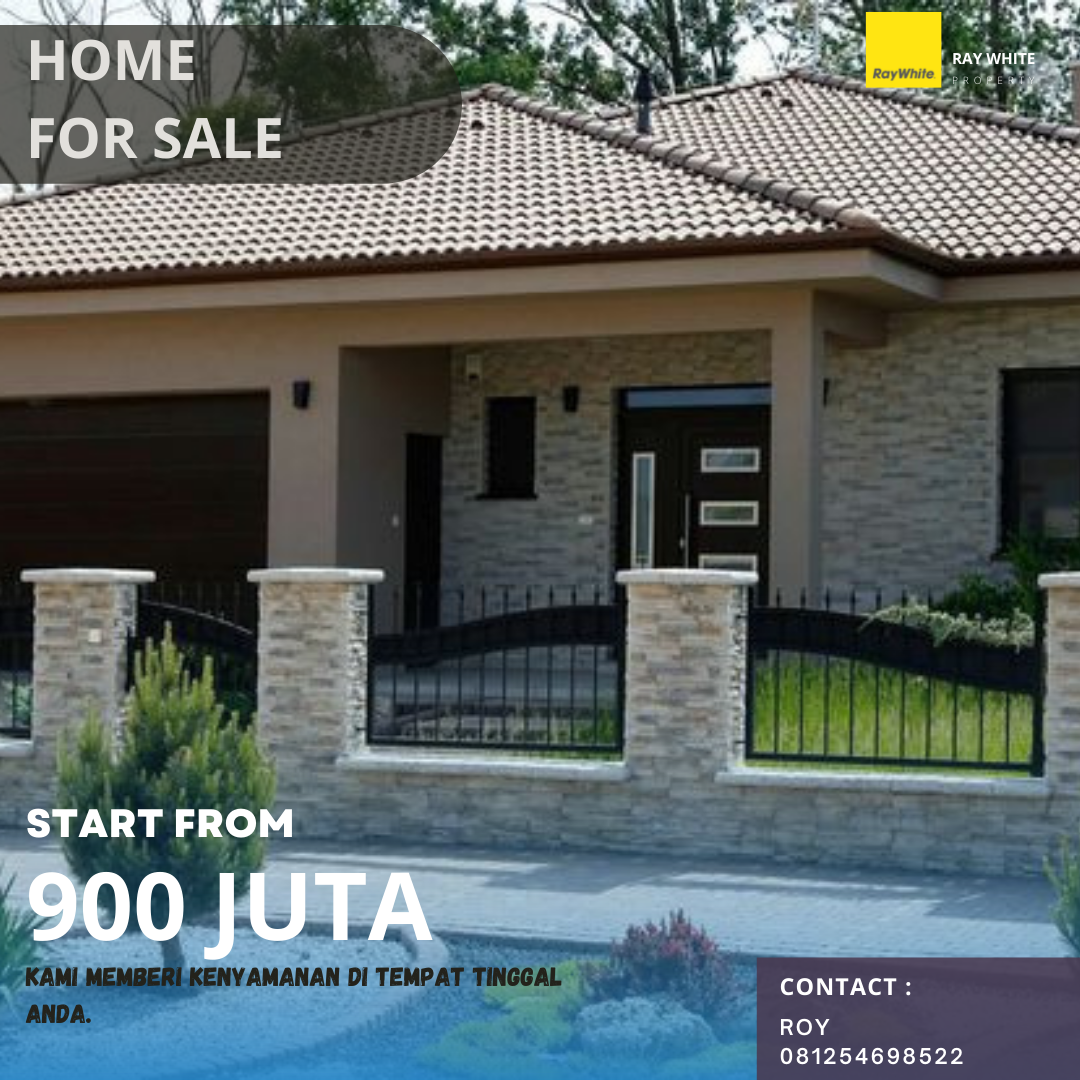 HOME
FOR SALE
RayWhite.
RAY WHITE
PROPERTY
START FROM
900 JUTA
KAMI MEMBERI KENYAMANAN DI TEMPAT TINGGAL
ANDA.
CONTACT :
ROY
081254698522